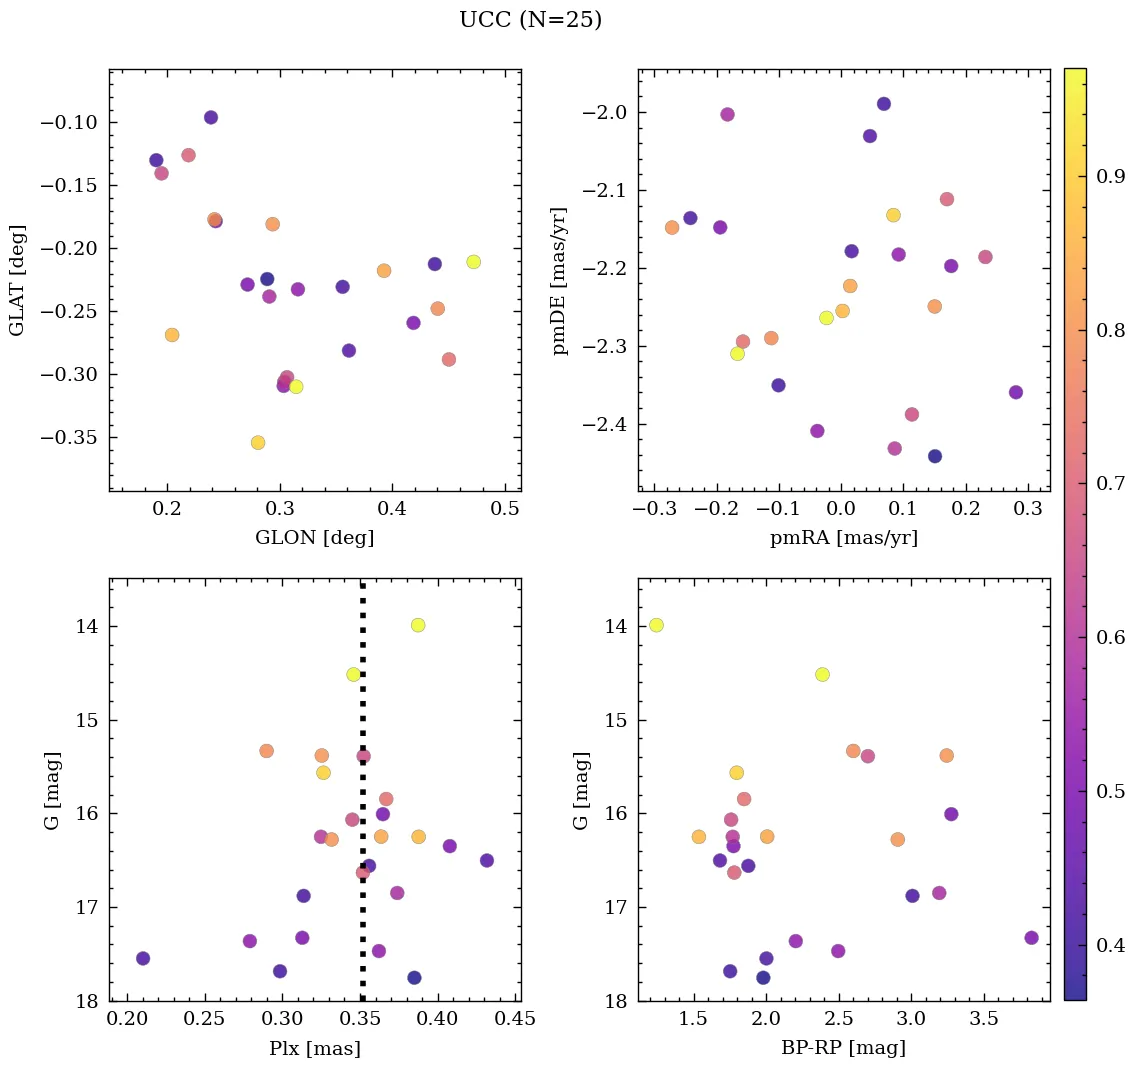 UCC (N=25)
−0.10
−0.15
−0.20
−0.25
−0.30
−0.35
GLAT [deg]
0.2 0.3 0.4 0.5
GLON [deg]
−2.0
−2.1
−2.2
−2.3
−2.4
pmDE [mas/yr]
−0.3 −0.2 −0.1 0.0 0.1 0.2 0.3
pmRA [mas/yr]
14
15
16
17
18
G [mag]
0.20 0.25 0.30 0.35 0.40 0.45
Plx [mas]
14
15
16
17
18
G [mag]
1.5 2.0 2.5 3.0 3.5
BP-RP [mag]
0.9
0.8
0.7
0.6
0.5
0.4